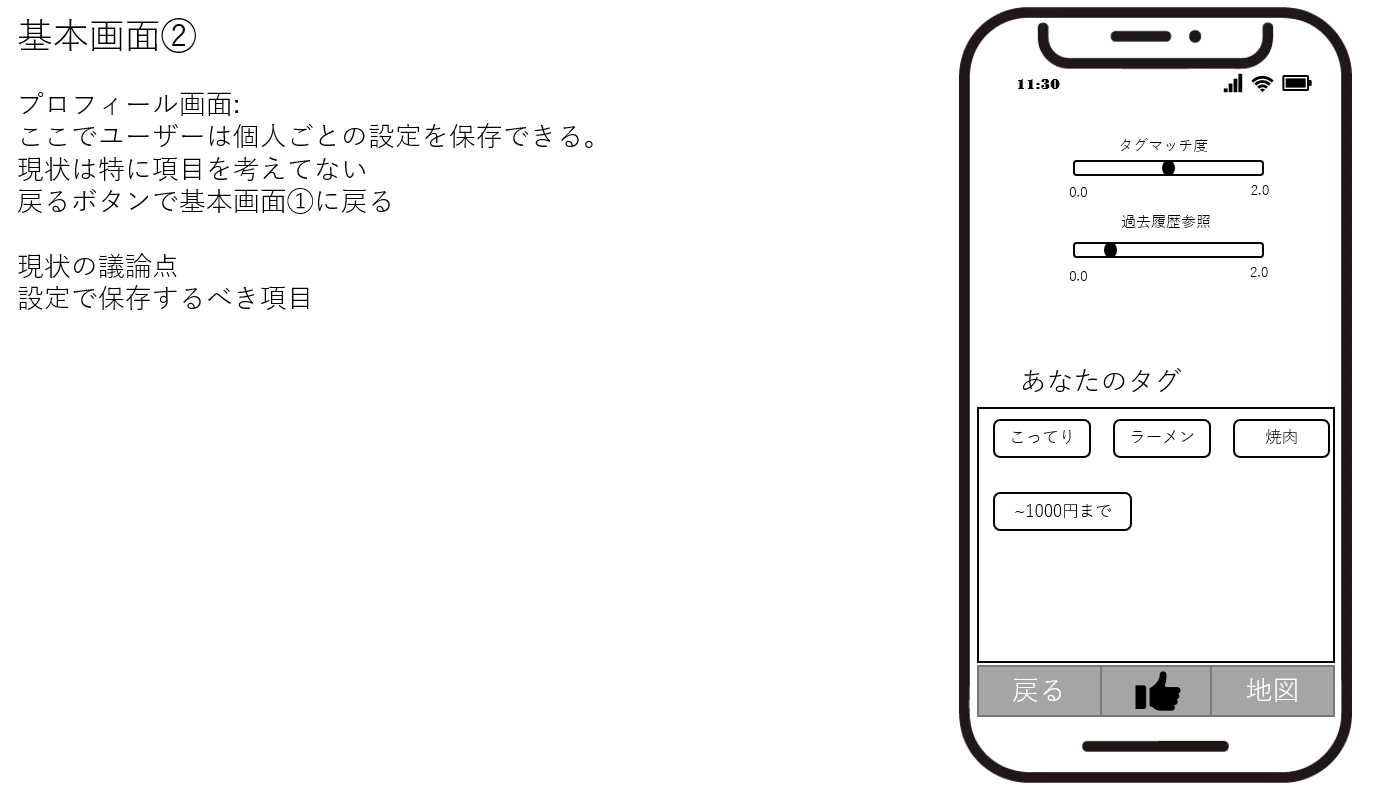 基本画面②
プロフィール画面:
ここでユーザーは個人ごとの設定を保存できる。
現状は特に項目を考えてない
戻るボタンで基本画面①に戻る
現状の議論点
設定で保存するべき項目
11:30
タグマッチ度
0.0 2.0
過去履歴参照
0.0 2.0
あなたのタグ
こってり ラーメン 焼肉
~1000円まで
戻る 地図